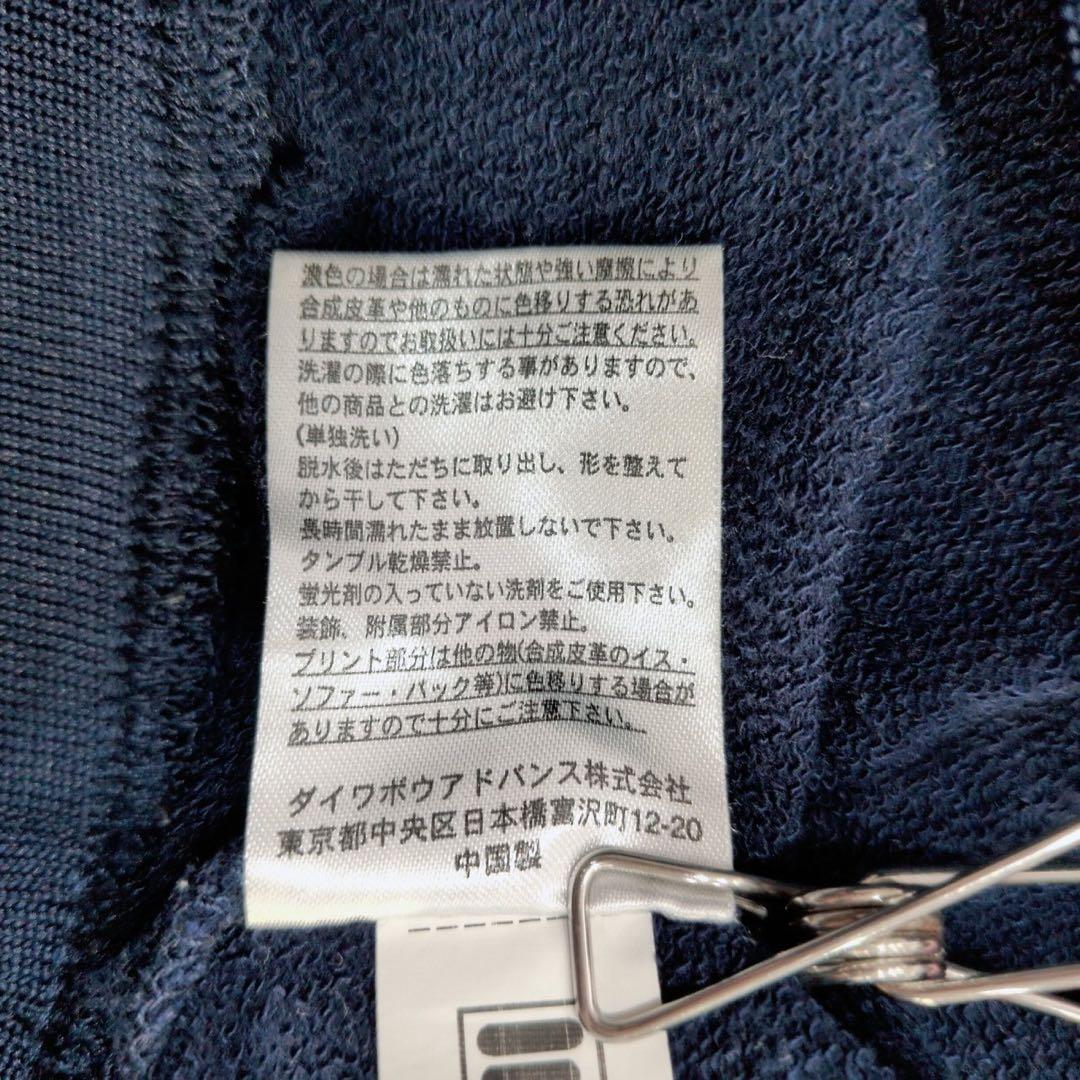 濃色の場合は濡れた状態や強い摩擦により
合成皮革や他のものに色移りする恐れがあ
りますのでお取扱いには十分ご注意ください。
洗濯の際に色落ちする事がありますので、
他の商品との洗濯はお避け下さい。
(単独洗い)
脱水後はただちに取り出し、形を整えて
から干して下さい。
長時間濡れたまま放置しないで下さい。
タンブル乾燥禁止。
蛍光剤の入っていない洗剤をご使用下さい。
装飾、附属部分アイロン禁止。
プリント部分は他の物(合成皮革のイス・
ソファー・バック等)に色移りする場合が
ありますので十分にご注意下さい。
ダイワボウアドバンス株式会社
東京都中央区日本橋富沢町12-20
中国製